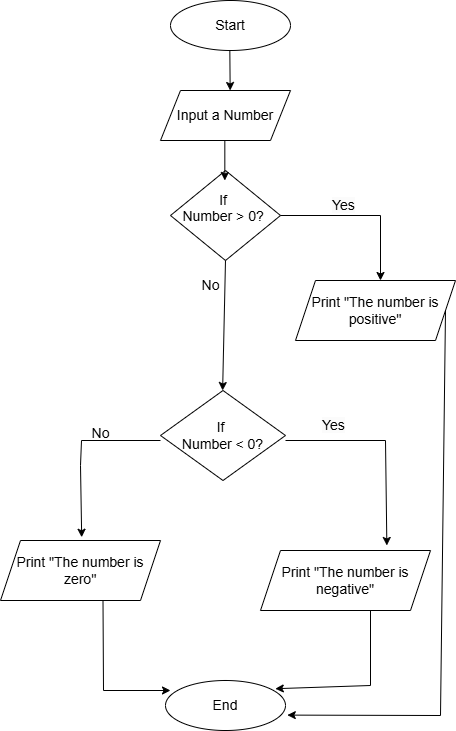 Start
Input a Number
If
Number > 0?
Yes
No
Print "The number is
positive"
If
Number < 0?
No
Yes
Print "The number is
zero"
Print "The number is
negative"
End